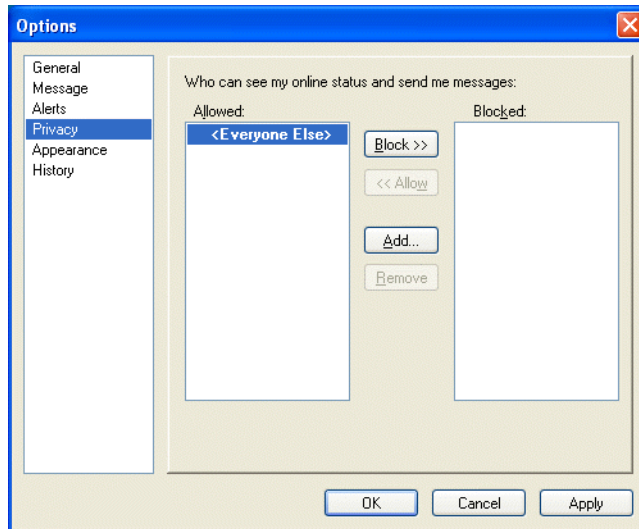 Options
General
Message
Alerts
Privacy
Appearance
History
Who can see my online status and send me messages:
Allowed:
Blocked:
<Everyone Else>
Block >>
<< Allow
Add...
Remove
OK
Cancel
Apply